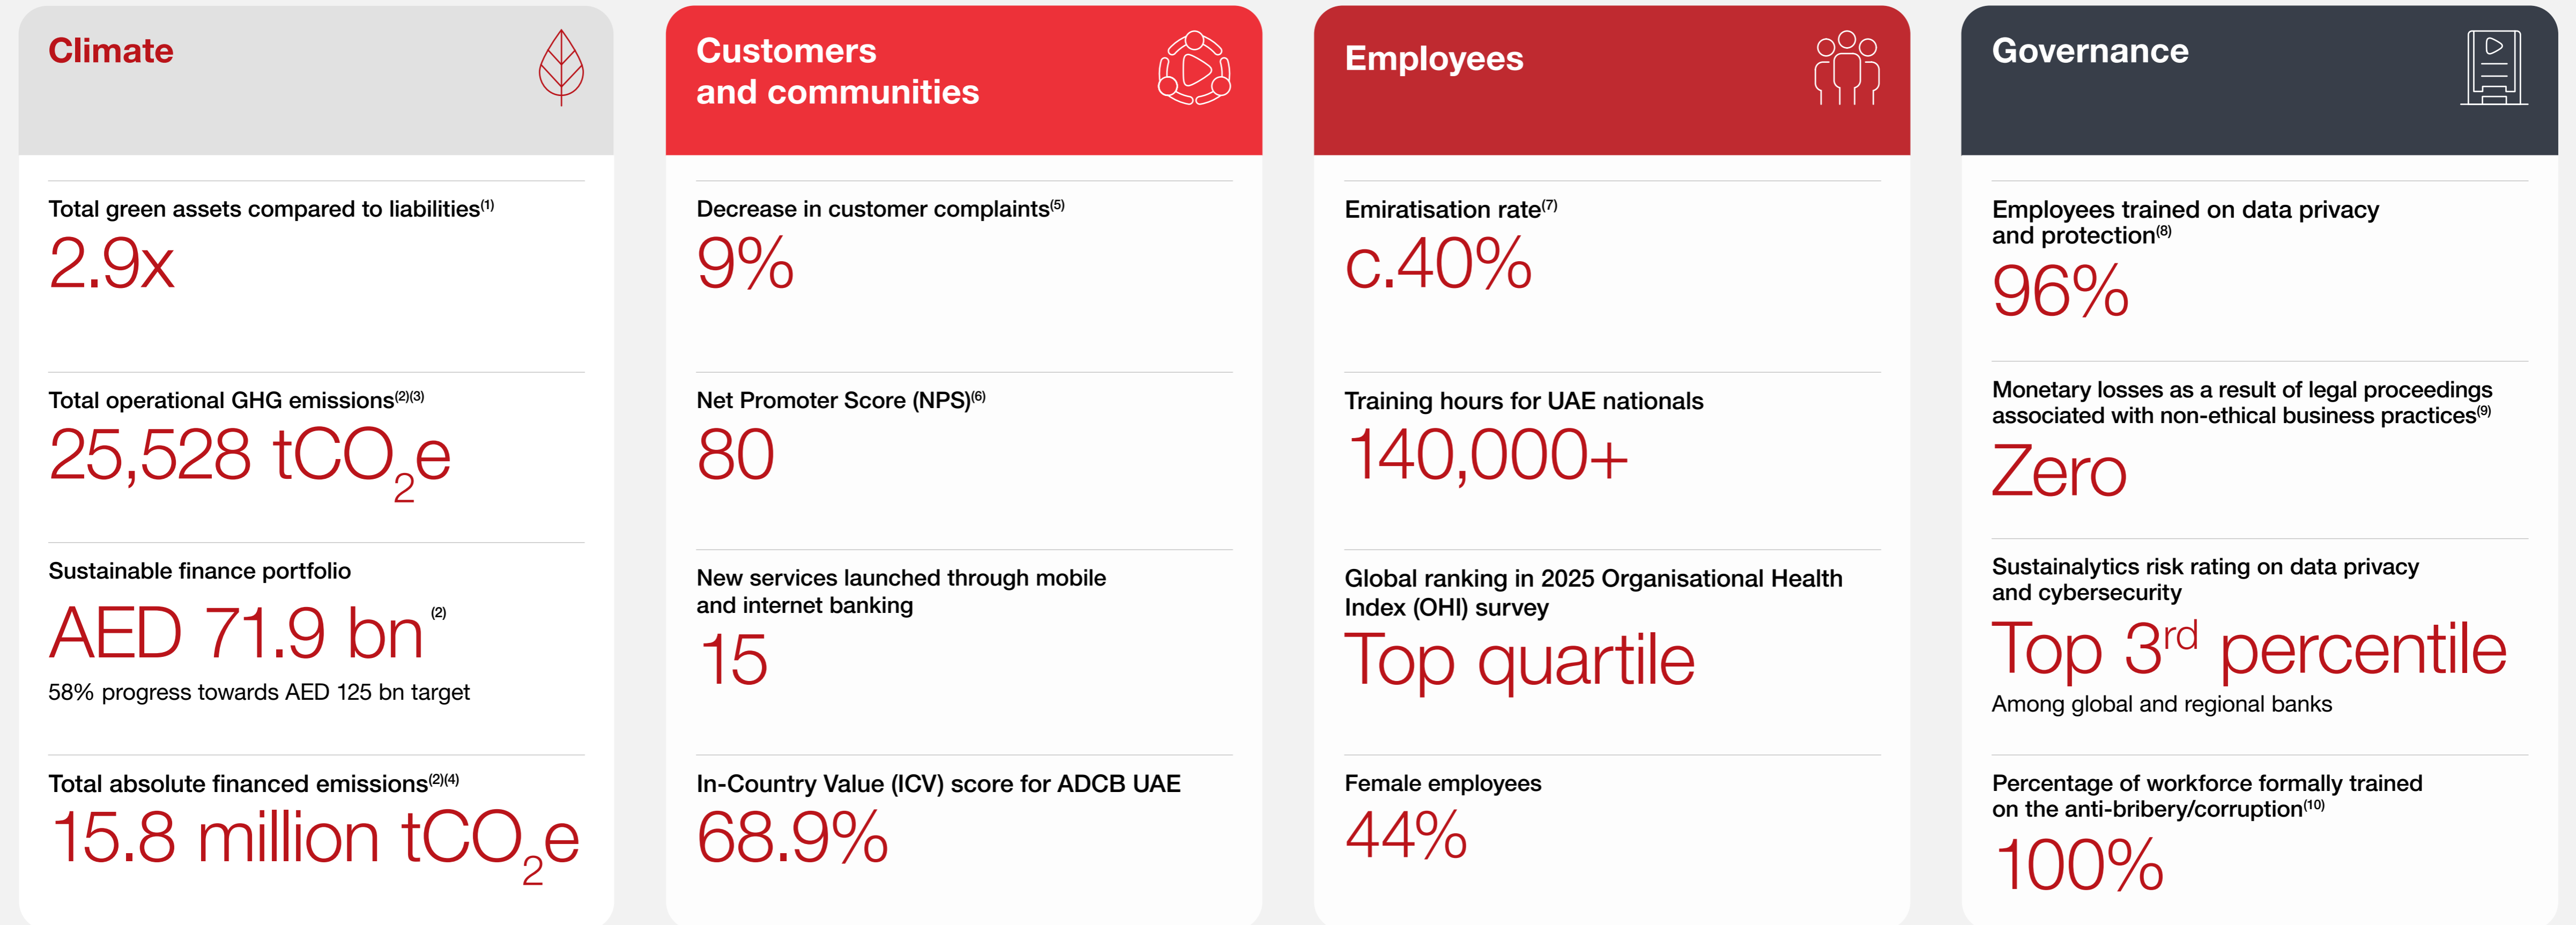 Climate
Total green assets compared to liabilities(1)
2.9x
Total operational GHG emissions(2)(3)
25,528 tCO2e
Sustainable finance portfolio
AED 71.9 bn(2)
58% progress towards AED 125 bn target
Total absolute financed emissions(2)(4)
15.8 million tCO2e
Customers
and communities
Decrease in customer complaints(5)
9%
Net Promoter Score (NPS)(6)
80
New services launched through mobile
and internet banking
15
In-Country Value (ICV) score for ADCB UAE
68.9%
Employees
Emiratisation rate(7)
c.40%
Training hours for UAE nationals
140,000+
Global ranking in 2025 Organisational Health
Index (OHI) survey
Top quartile
Female employees
44%
Governance
Employees trained on data privacy
and protection(8)
96%
Monetary losses as a result of legal proceedings
associated with non-ethical business practices(9)
Zero
Sustainalytics risk rating on data privacy
and cybersecurity
Top 3rd percentile
Among global and regional banks
Percentage of workforce formally trained
on the anti-bribery/corruption(10)
100%